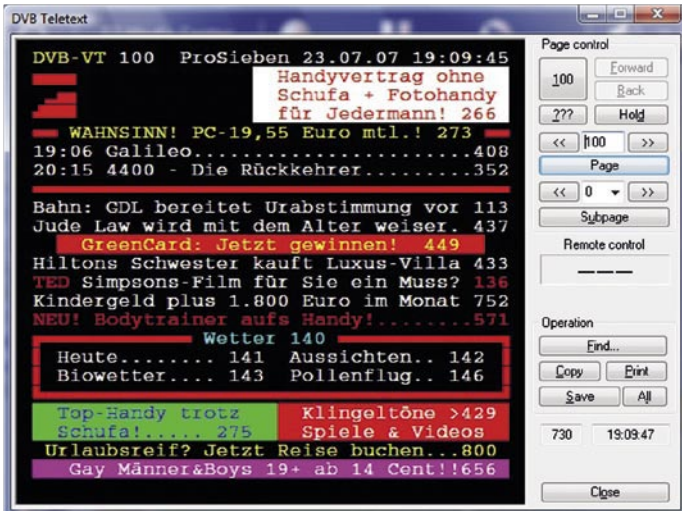 DVB Teletext
DVB-VT 100 ProSieben 23.07.07 19:09:45
Handyvertrag ohne
Schufa + Fotohandy
für Jedermann! 266
WAHNSINN! PC-19,55 Euro mtl.! 273
19:06 Galileo..........................408
20:15 4400 - Die Rückkehrer.........352
Bahn: GDL bereitet Urabstimmung vor 113
Jude Law wird mit dem Alter weiser. 437
GreenCard: Jetzt gewinnen! 449
Hiltons Schwester kauft Luxus-Villa 433
TED Simpsons-Film für Sie ein Muss? 136
Kindergeld plus 1.800 Euro im Monat 752
NEU! Bodytrainer aufs Handy!........571
Wetter 140
Heute........ 141 Aussichten.. 142
Biowetter.... 143 Pollenflug.. 146
Top-Handy trotz Klingeltöne >429
Schufa!..... 275 Spiele & Videos
Urlaubsreif? Jetzt Reise buchen...800
Gay Männer&Boys 19+ ab 14 Cent!!656
Page control
100 Forward
Back
??? Hold
<< 100 >>
Page
<< 0 >>
Subpage
Remote control
---
Operation
Find...
Copy Print
Save All
730 19:09:47
Close